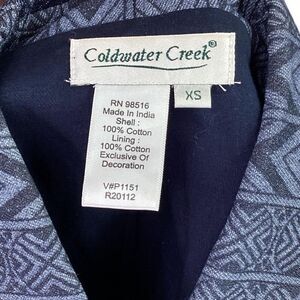 Coldwater Creek®
XS
RN 98516
Made In India
Shell :
100% Cotton
Lining :
100% Cotton
Exclusive Of
Decoration
V#P1151
R20112